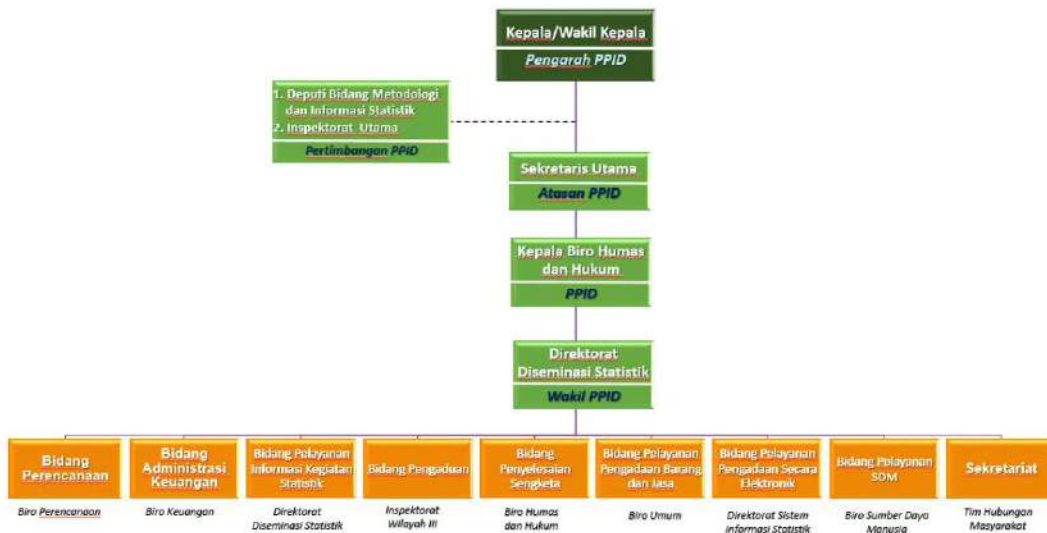 Kepala/Wakil Kepala
Pengarah PPID
1. Deputi Bidang Metodologi
dan Informasi Statistik
2. Inspektorat Utama
Pertimbangan PPID
Sekretaris Utama
Atasan PPID
Kepala Biro Humas
dan Hukum
PPID
Direktorat
Diseminasi Statistik
Wakil PPID
Bidang
Perencanaan
Biro Perencanaan
Bidang
Administrasi
Keuangan
Biro Keuangan
Bidang Pelayanan
Informasi Kegiatan
Statistik
Direktorat
Diseminasi Statistik
Bidang Pengaduan
Inspektorat
Wilayah III
Bidang
Penyelesaian
Sengketa
Biro Humas
dan Hukum
Bidang Pelayanan
Pengadaan Barang
dan Jasa
Biro Umum
Bidang Pelayanan
Pengadaan Secara
Elektronik
Direktorat Sistem
Informasi Statistik
Bidang Pelayanan
SDM
Biro Sumber Daya
Manusia
Sekretariat
Tim Hubungan
Masyarakat